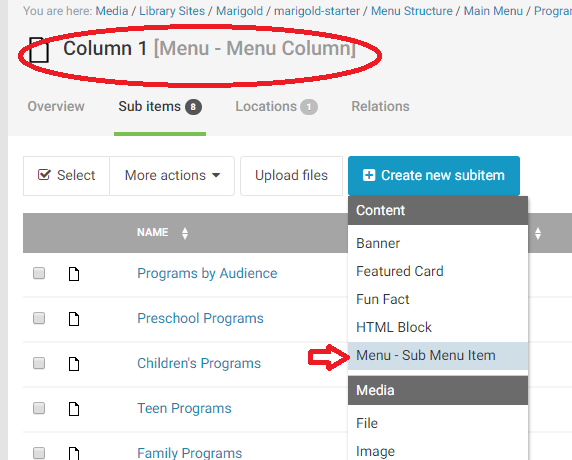 You are here: Media / Library Sites / Marigold / marigold-starter / Menu Structure / Main Menu / Progra
Column 1 [Menu - Menu Column]
Overview Sub items 8 Locations 1 Relations
Select More actions Upload files Create new subitem
Content
NAME
Banner
Programs by Audience
Featured Card
Fun Fact
Preschool Programs
HTML Block
Menu - Sub Menu Item
Children's Programs
Media
Teen Programs
File
Family Programs
Image